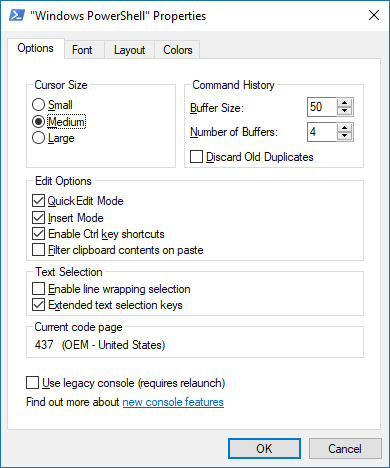 "Windows PowerShell" Properties
Options Font Layout Colors
Cursor Size
Small
Medium
Large
Command History
Buffer Size: 50
Number of Buffers: 4
Discard Old Duplicates
Edit Options
QuickEdit Mode
Insert Mode
Enable Ctrl key shortcuts
Filter clipboard contents on paste
Text Selection
Enable line wrapping selection
Extended text selection keys
Current code page
437 (OEM - United States)
Use legacy console (requires relaunch)
Find out more about new console features
OK Cancel